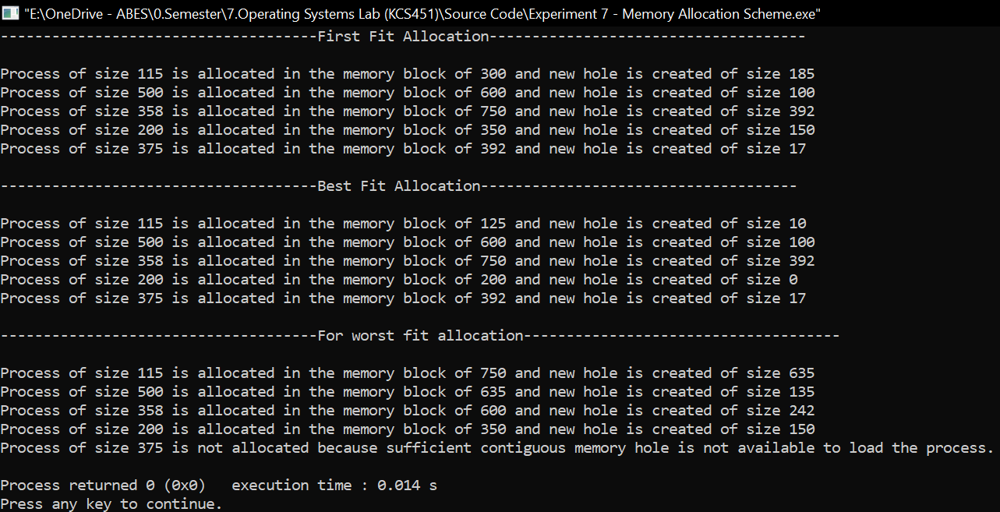 "E:\OneDrive - ABES\0.Semester\7.Operating Systems Lab (KCS451)\Source Code\Experiment 7 - Memory Allocation Scheme.exe"
-------------------------------------First Fit Allocation-------------------------------------
Process of size 115 is allocated in the memory block of 300 and new hole is created of size 185
Process of size 500 is allocated in the memory block of 600 and new hole is created of size 100
Process of size 358 is allocated in the memory block of 750 and new hole is created of size 392
Process of size 200 is allocated in the memory block of 350 and new hole is created of size 150
Process of size 375 is allocated in the memory block of 392 and new hole is created of size 17
-------------------------------------Best Fit Allocation-------------------------------------
Process of size 115 is allocated in the memory block of 125 and new hole is created of size 10
Process of size 500 is allocated in the memory block of 600 and new hole is created of size 100
Process of size 358 is allocated in the memory block of 750 and new hole is created of size 392
Process of size 200 is allocated in the memory block of 200 and new hole is created of size 0
Process of size 375 is allocated in the memory block of 392 and new hole is created of size 17
-------------------------------------For worst fit allocation-------------------------------------
Process of size 115 is allocated in the memory block of 750 and new hole is created of size 635
Process of size 500 is allocated in the memory block of 635 and new hole is created of size 135
Process of size 358 is allocated in the memory block of 600 and new hole is created of size 242
Process of size 200 is allocated in the memory block of 350 and new hole is created of size 150
Process of size 375 is not allocated because sufficient contiguous memory hole is not available to load the process.
Process returned 0 (0x0)   execution time : 0.014 s
Press any key to continue.